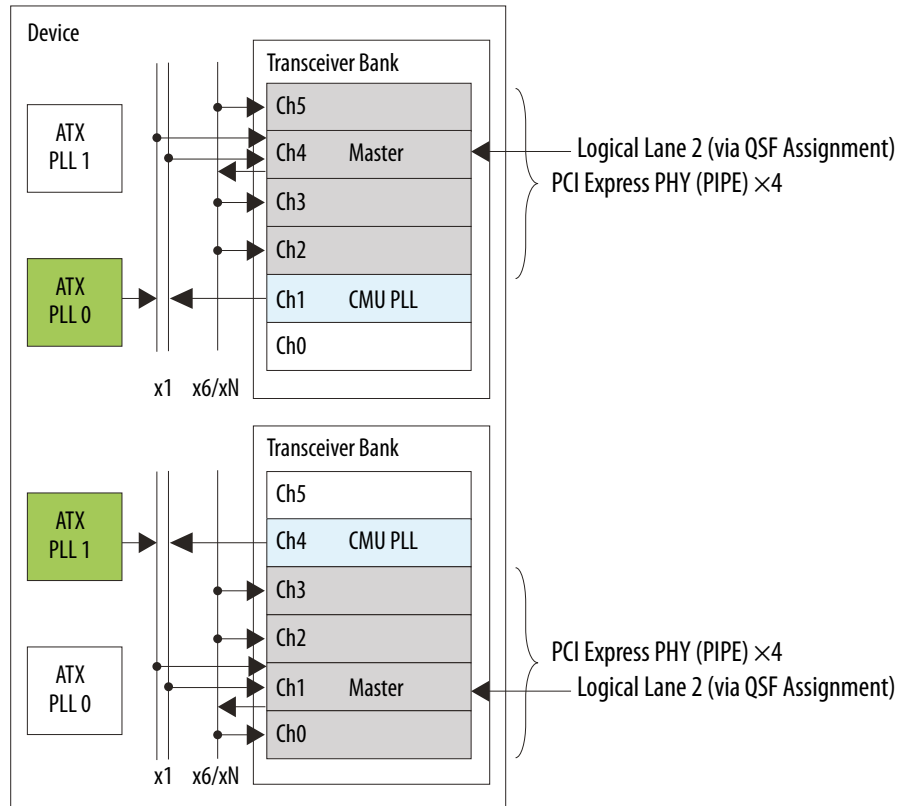 Device
Transceiver Bank
ATX
PLL 1
ATX
PLL 0
Ch5
Ch4 Master
Ch3
Ch2
Ch1 CMU PLL
Ch0
Logical Lane 2 (via QSF Assignment)
PCI Express PHY (PIPE) ×4
x1 x6/xN
Transceiver Bank
ATX
PLL 1
ATX
PLL 0
Ch5
Ch4 CMU PLL
Ch3
Ch2
Ch1 Master
Ch0
PCI Express PHY (PIPE) ×4
Logical Lane 2 (via QSF Assignment)
x1 x6/xN